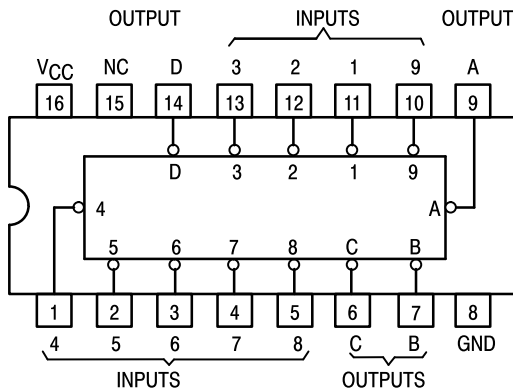 OUTPUT INPUTS OUTPUT
VCC NC D 3 2 1 9 A
16 15 14 13 12 11 10 9
D 3 2 1 9
4 A
5 6 7 8 C B
1 2 3 4 5 6 7 8
4 5 6 7 8 C B GND
INPUTS OUTPUTS